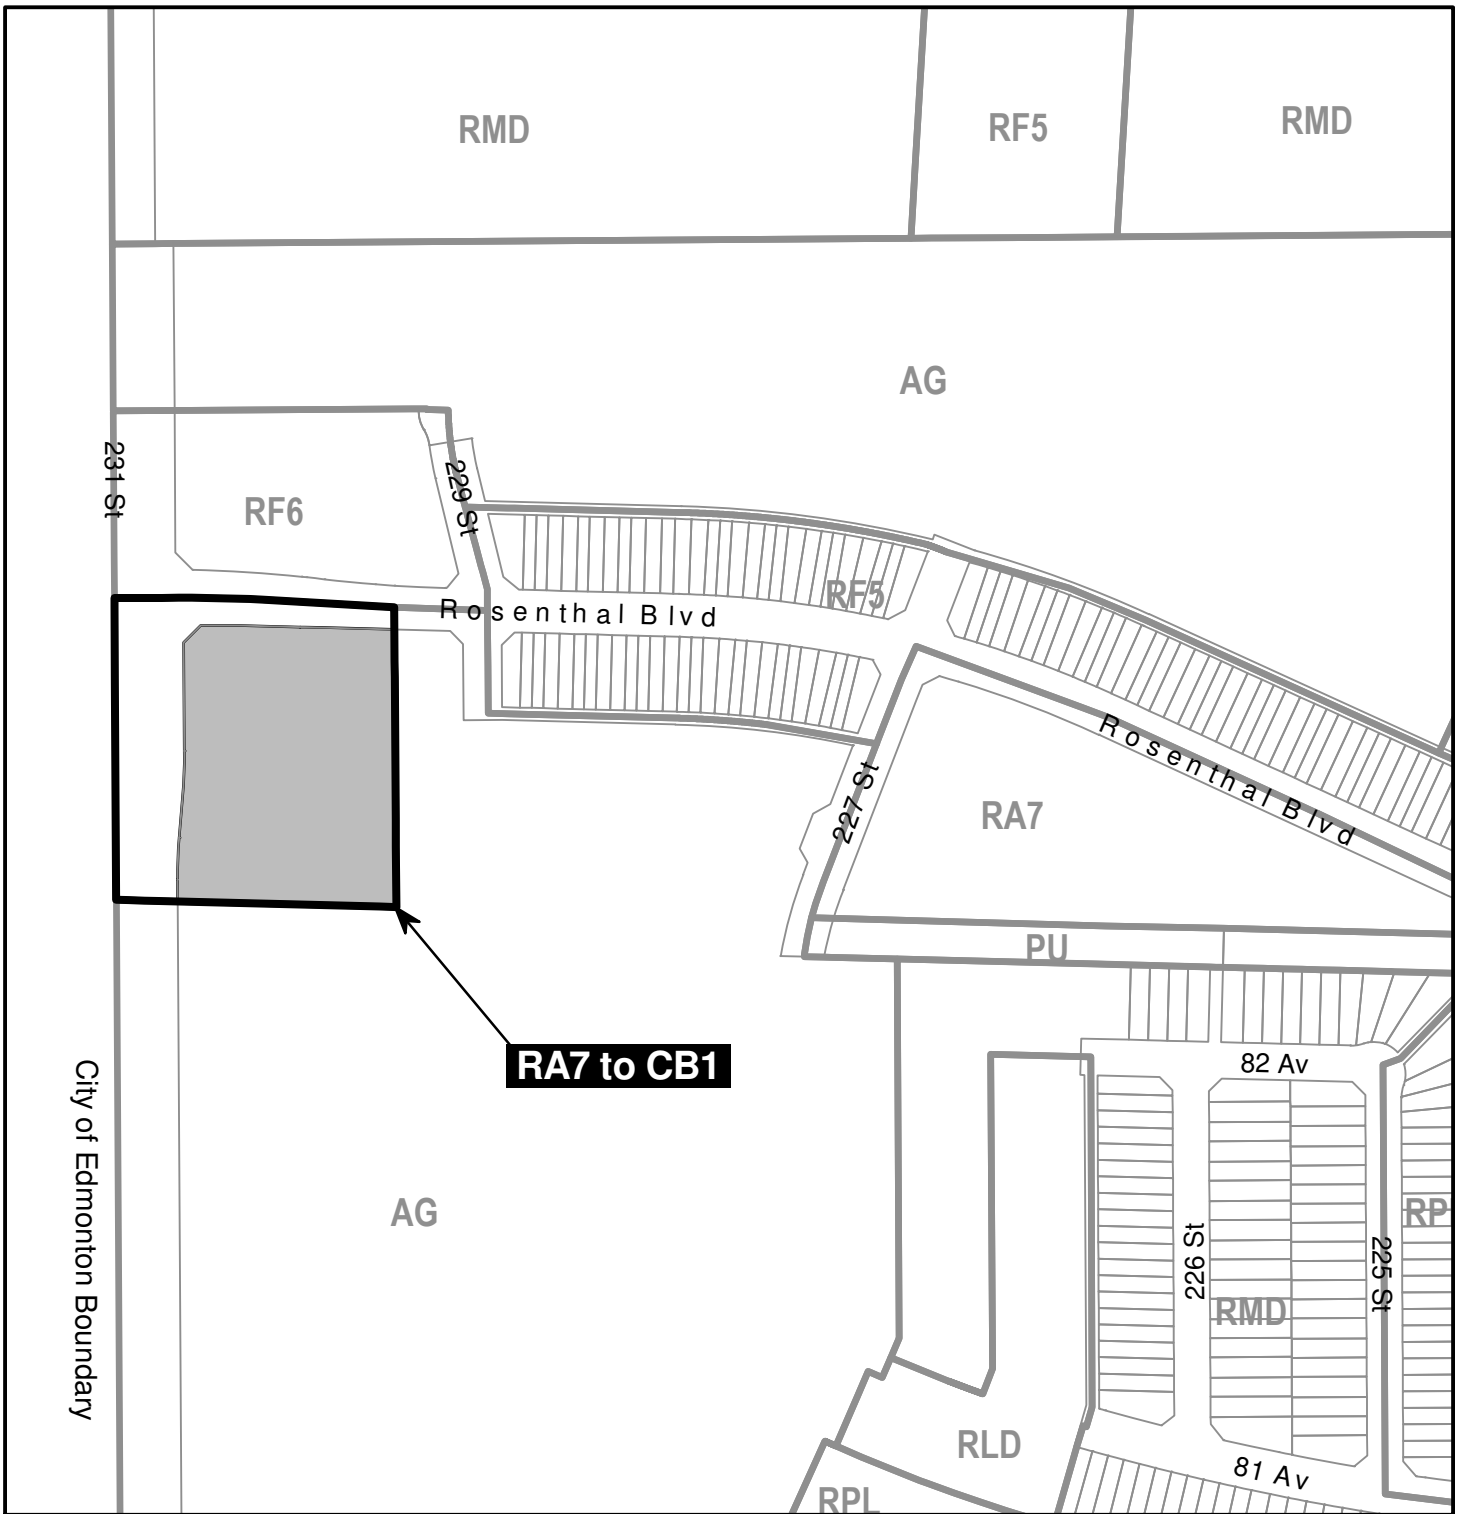 RMD
RF5
RMD
AG
231 St
229 St
RF6
RF5
Rosenthal Blvd
Rosenthal Blvd
227 St
RA7
PU
RA7 to CB1
82 Av
City of Edmonton Boundary
AG
226 St
225 St
RP
RMD
RLD
81 Av
RPL